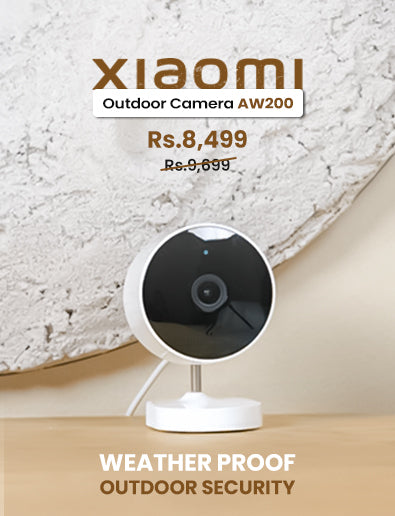 xiaomi
Outdoor Camera AW200
Rs.8,499
Rs.9,699
WEATHER PROOF
OUTDOOR SECURITY